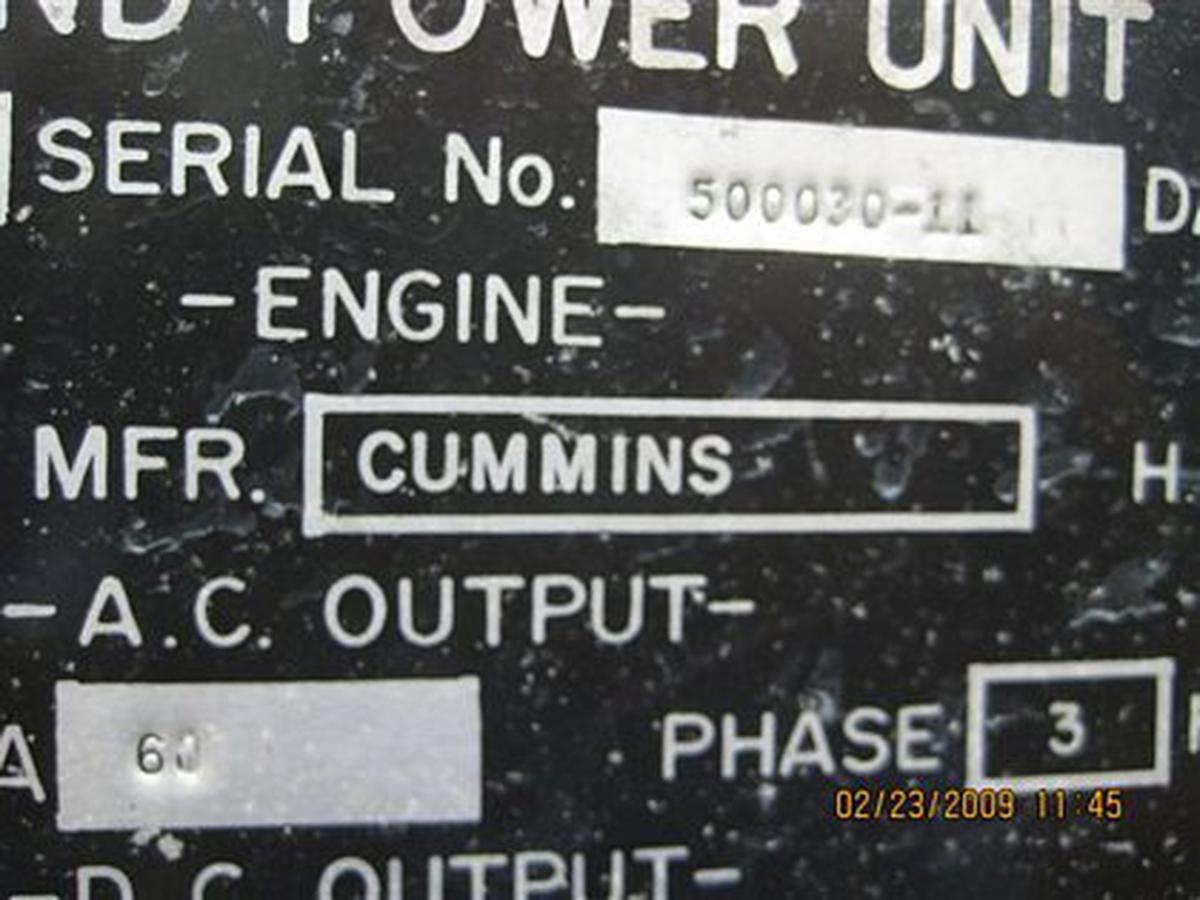 ND POWER UNIT
SERIAL No. 500030-11
-ENGINE-
MFR. CUMMINS H.
-A.C. OUTPUT-
A 60 PHASE 3
02/23/2009 11:45
-D.C. OUTPUT-